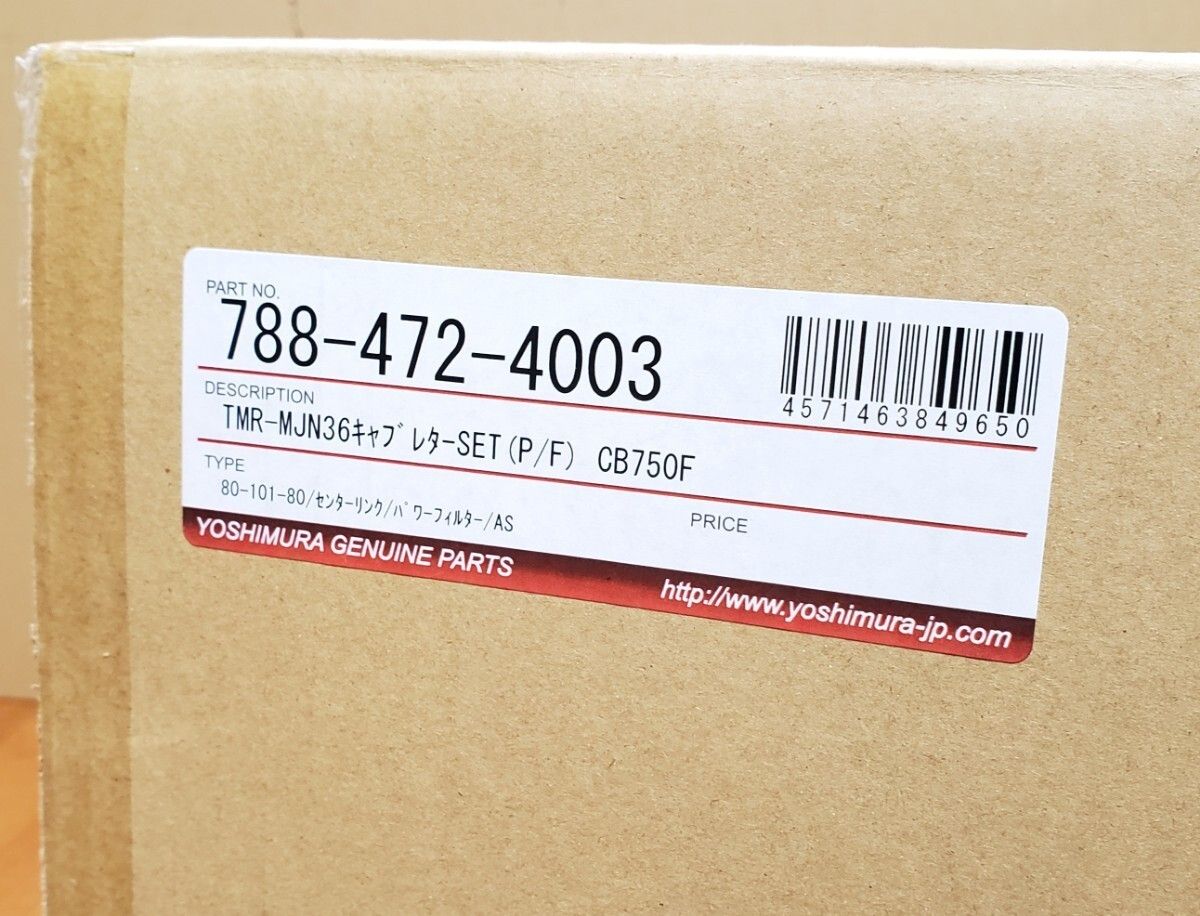 PART NO.
788-472-4003
4571463849650
DESCRIPTION
TMR-MJN36ｷｬﾌﾞﾚﾀｰSET(P/F) CB750F
TYPE
80-101-80/ｾﾝﾀｰﾘﾝｸ/ﾊﾟﾜｰﾌｨﾙﾀｰ/AS
PRICE
YOSHIMURA GENUINE PARTS
http://www.yoshimura-jp.com